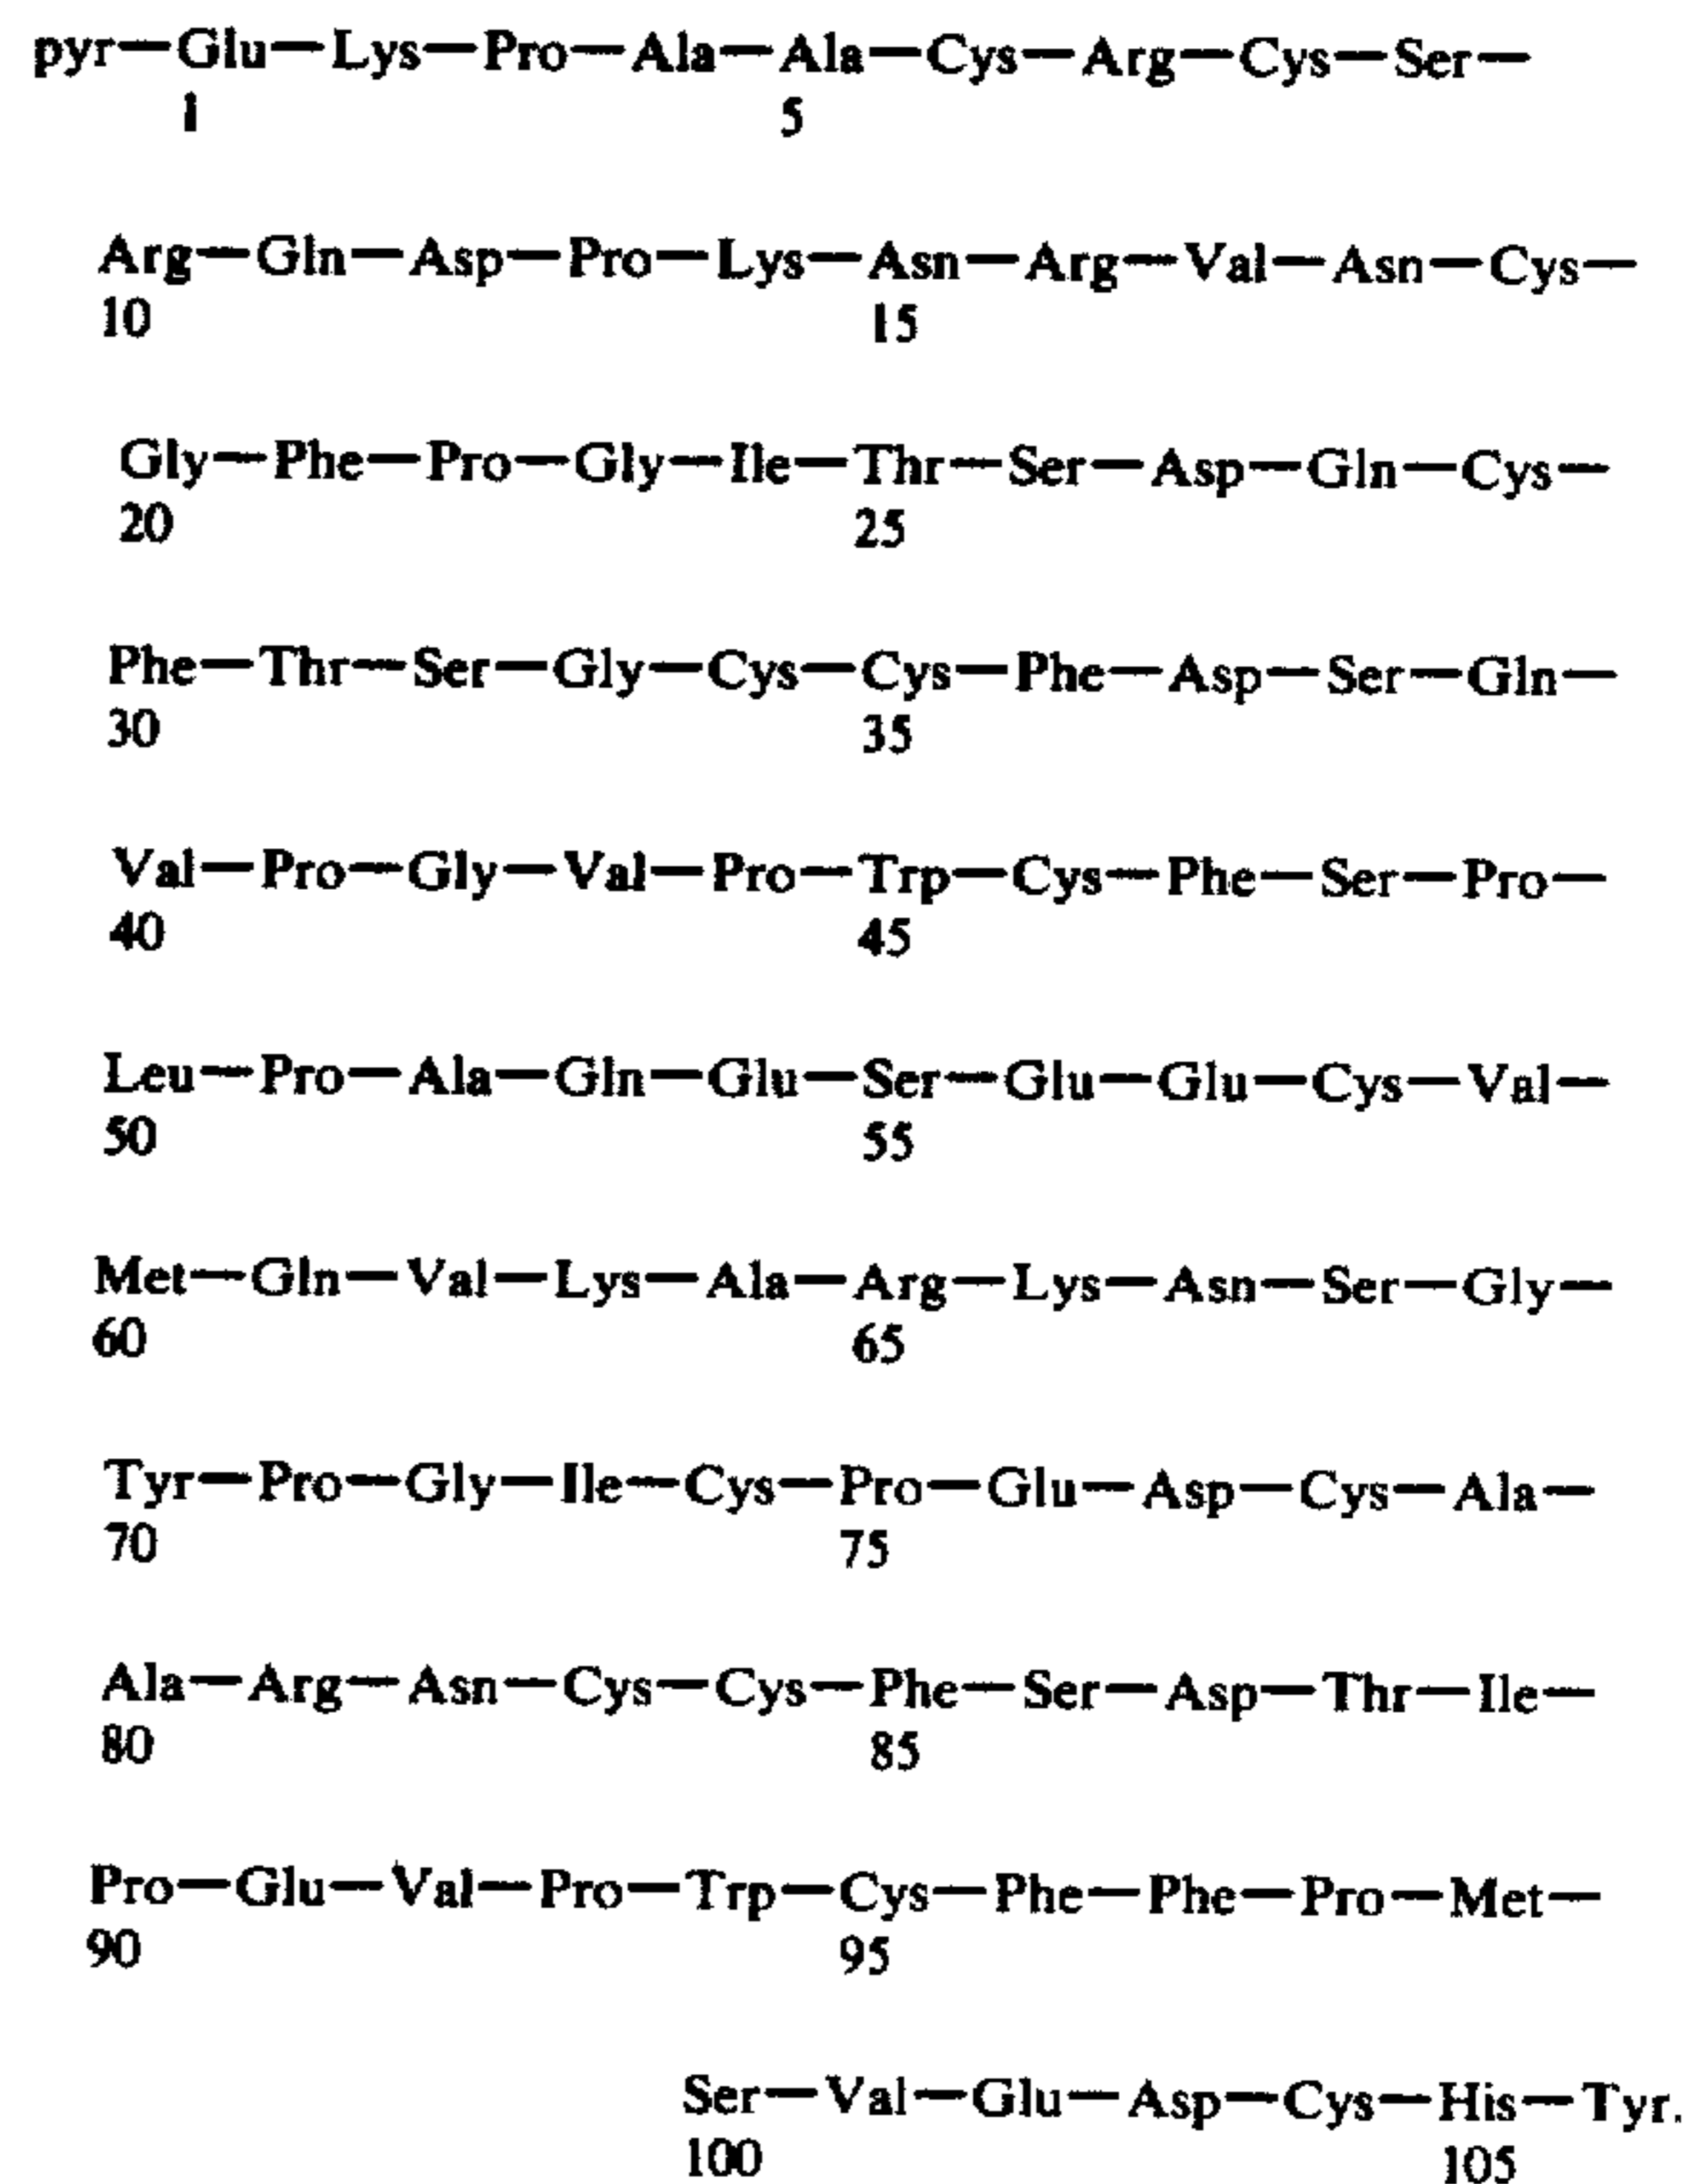 pyr—Glu—Lys—Pro—Ala—Ala—Cys—Arg—Cys—Ser—
1 5
Arg—Gln—Asp—Pro—Lys—Asn—Arg—Val—Asn—Cys—
10 15
Gly—Phe—Pro—Gly—Ile—Thr—Ser—Asp—Gln—Cys—
20 25
Phe—Thr—Ser—Gly—Cys—Cys—Phe—Asp—Ser—Gln—
30 35
Val—Pro—Gly—Val—Pro—Trp—Cys—Phe—Ser—Pro—
40 45
Leu—Pro—Ala—Gln—Glu—Ser—Glu—Glu—Cys—Val—
50 55
Met—Gln—Val—Lys—Ala—Arg—Lys—Asn—Ser—Gly—
60 65
Tyr—Pro—Gly—Ile—Cys—Pro—Glu—Asp—Cys—Ala—
70 75
Ala—Arg—Asn—Cys—Cys—Phe—Ser—Asp—Thr—Ile—
80 85
Pro—Glu—Val—Pro—Trp—Cys—Phe—Phe—Pro—Met—
90 95
Ser—Val—Glu—Asp—Cys—His—Tyr.
100 105